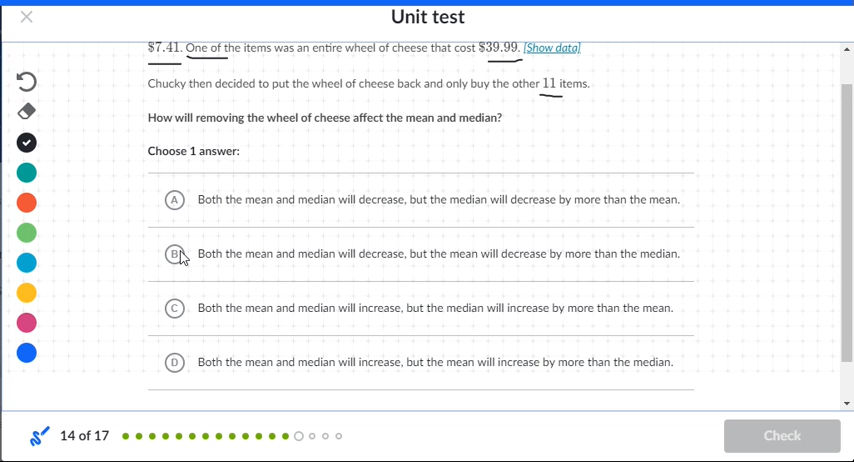 Unit test
$7.41. One of the items was an entire wheel of cheese that cost $39.99. [Show data]
Chucky then decided to put the wheel of cheese back and only buy the other 11 items.
How will removing the wheel of cheese affect the mean and median?
Choose 1 answer:
A Both the mean and median will decrease, but the median will decrease by more than the mean.
B Both the mean and median will decrease, but the mean will decrease by more than the median.
C Both the mean and median will increase, but the median will increase by more than the mean.
D Both the mean and median will increase, but the mean will increase by more than the median.
14 of 17
Check